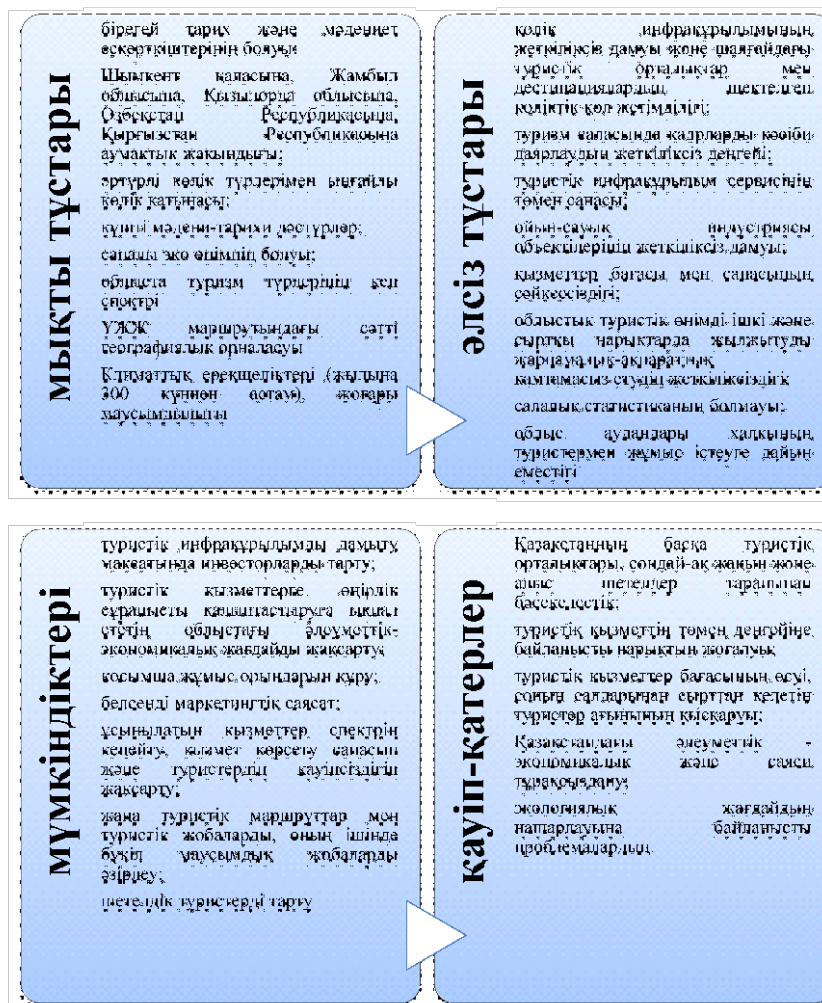 мықты тұстары
бірегей тарих және мәдениет
ескерткіштерінің болуы
Шымкент қаласына, Жамбыл
облысына, Қызылорда облысына,
Өзбекстан Республикасына,
Қырғызстан Республикасына
аумақтық жақындығы;
әртүрлі көлік түрлерімен ыңғайлы
көлік қатынасы;
күшті мәдени-тарихи дәстүрлер;
сапалы эко өнімнің болуы;
облыста туризм түрлерінің кең
спектрі
ҰЖЖ маршрутындағы сәтті
географиялық орналасуы
Климаттық ерекшеліктері (жылына
300 күннен астам), жоғары
маусымдылығы
әлсіз тұстары
көлік инфрақұрылымының
жеткіліксіз дамуы және шалғайдағы
туристік орталықтар мен
дестинациялардың шектелген
көліктік қол жетімділігі;
туризм саласында кадрларды кәсіби
даярлаудың жеткіліксіз деңгейі;
туристік инфрақұрылым сервисінің
төмен сапасы;
ойын-сауық индустриясы
объектілерінің жеткіліксіз дамуы;
қызметтер бағасы мен сапасының
сәйкессіздігі;
облыстық туристік өнімді ішкі және
сыртқы нарықтарда жылжытуды
жарнамалық-ақпараттық
қамтамасыз етудің жеткіліксіздігі;
салалық статистиканың болмауы;
облыс аудандары халқының
туристермен жұмыс істеуге дайын
еместігі
мүмкіндіктері
туристік инфрақұрылымды дамыту
мақсатында инвесторларды тарту;
туристік қызметтерге өңірлік
сұранысты қалыптастыруға ықпал
ететін облыстағы әлеуметтік-
экономикалық жағдайды жақсарту;
қосымша жұмыс орындарын құру;
белсенді маркетингтік саясат;
ұсынылатын қызметтер спектрін
кеңейту, қызмет көрсету сапасын
және туристердің қауіпсіздігін
жақсарту;
жаңа туристік маршруттар мен
туристік жобаларды, оның ішінде
бүкіл маусымдық жобаларды
әзірлеу;
шетелдік туристерді тарту
қауіп-қатерлер
Қазақстанның басқа туристік
орталықтары, сондай-ақ жақын және
алыс шетелдер тарапынан
бәсекелестік;
туристік қызметтің төмен деңгейіне
байланысты нарықтың жоғалуы;
туристік қызметтер бағасының өсуі,
соның салдарынан сырттан келетін
туристер ағынының қысқаруы;
Қазақстандағы әлеуметтік -
экономикалық және саяси
тұрақсыздану;
экологиялық жағдайдың
нашарлауына байланысты
проблемалардың